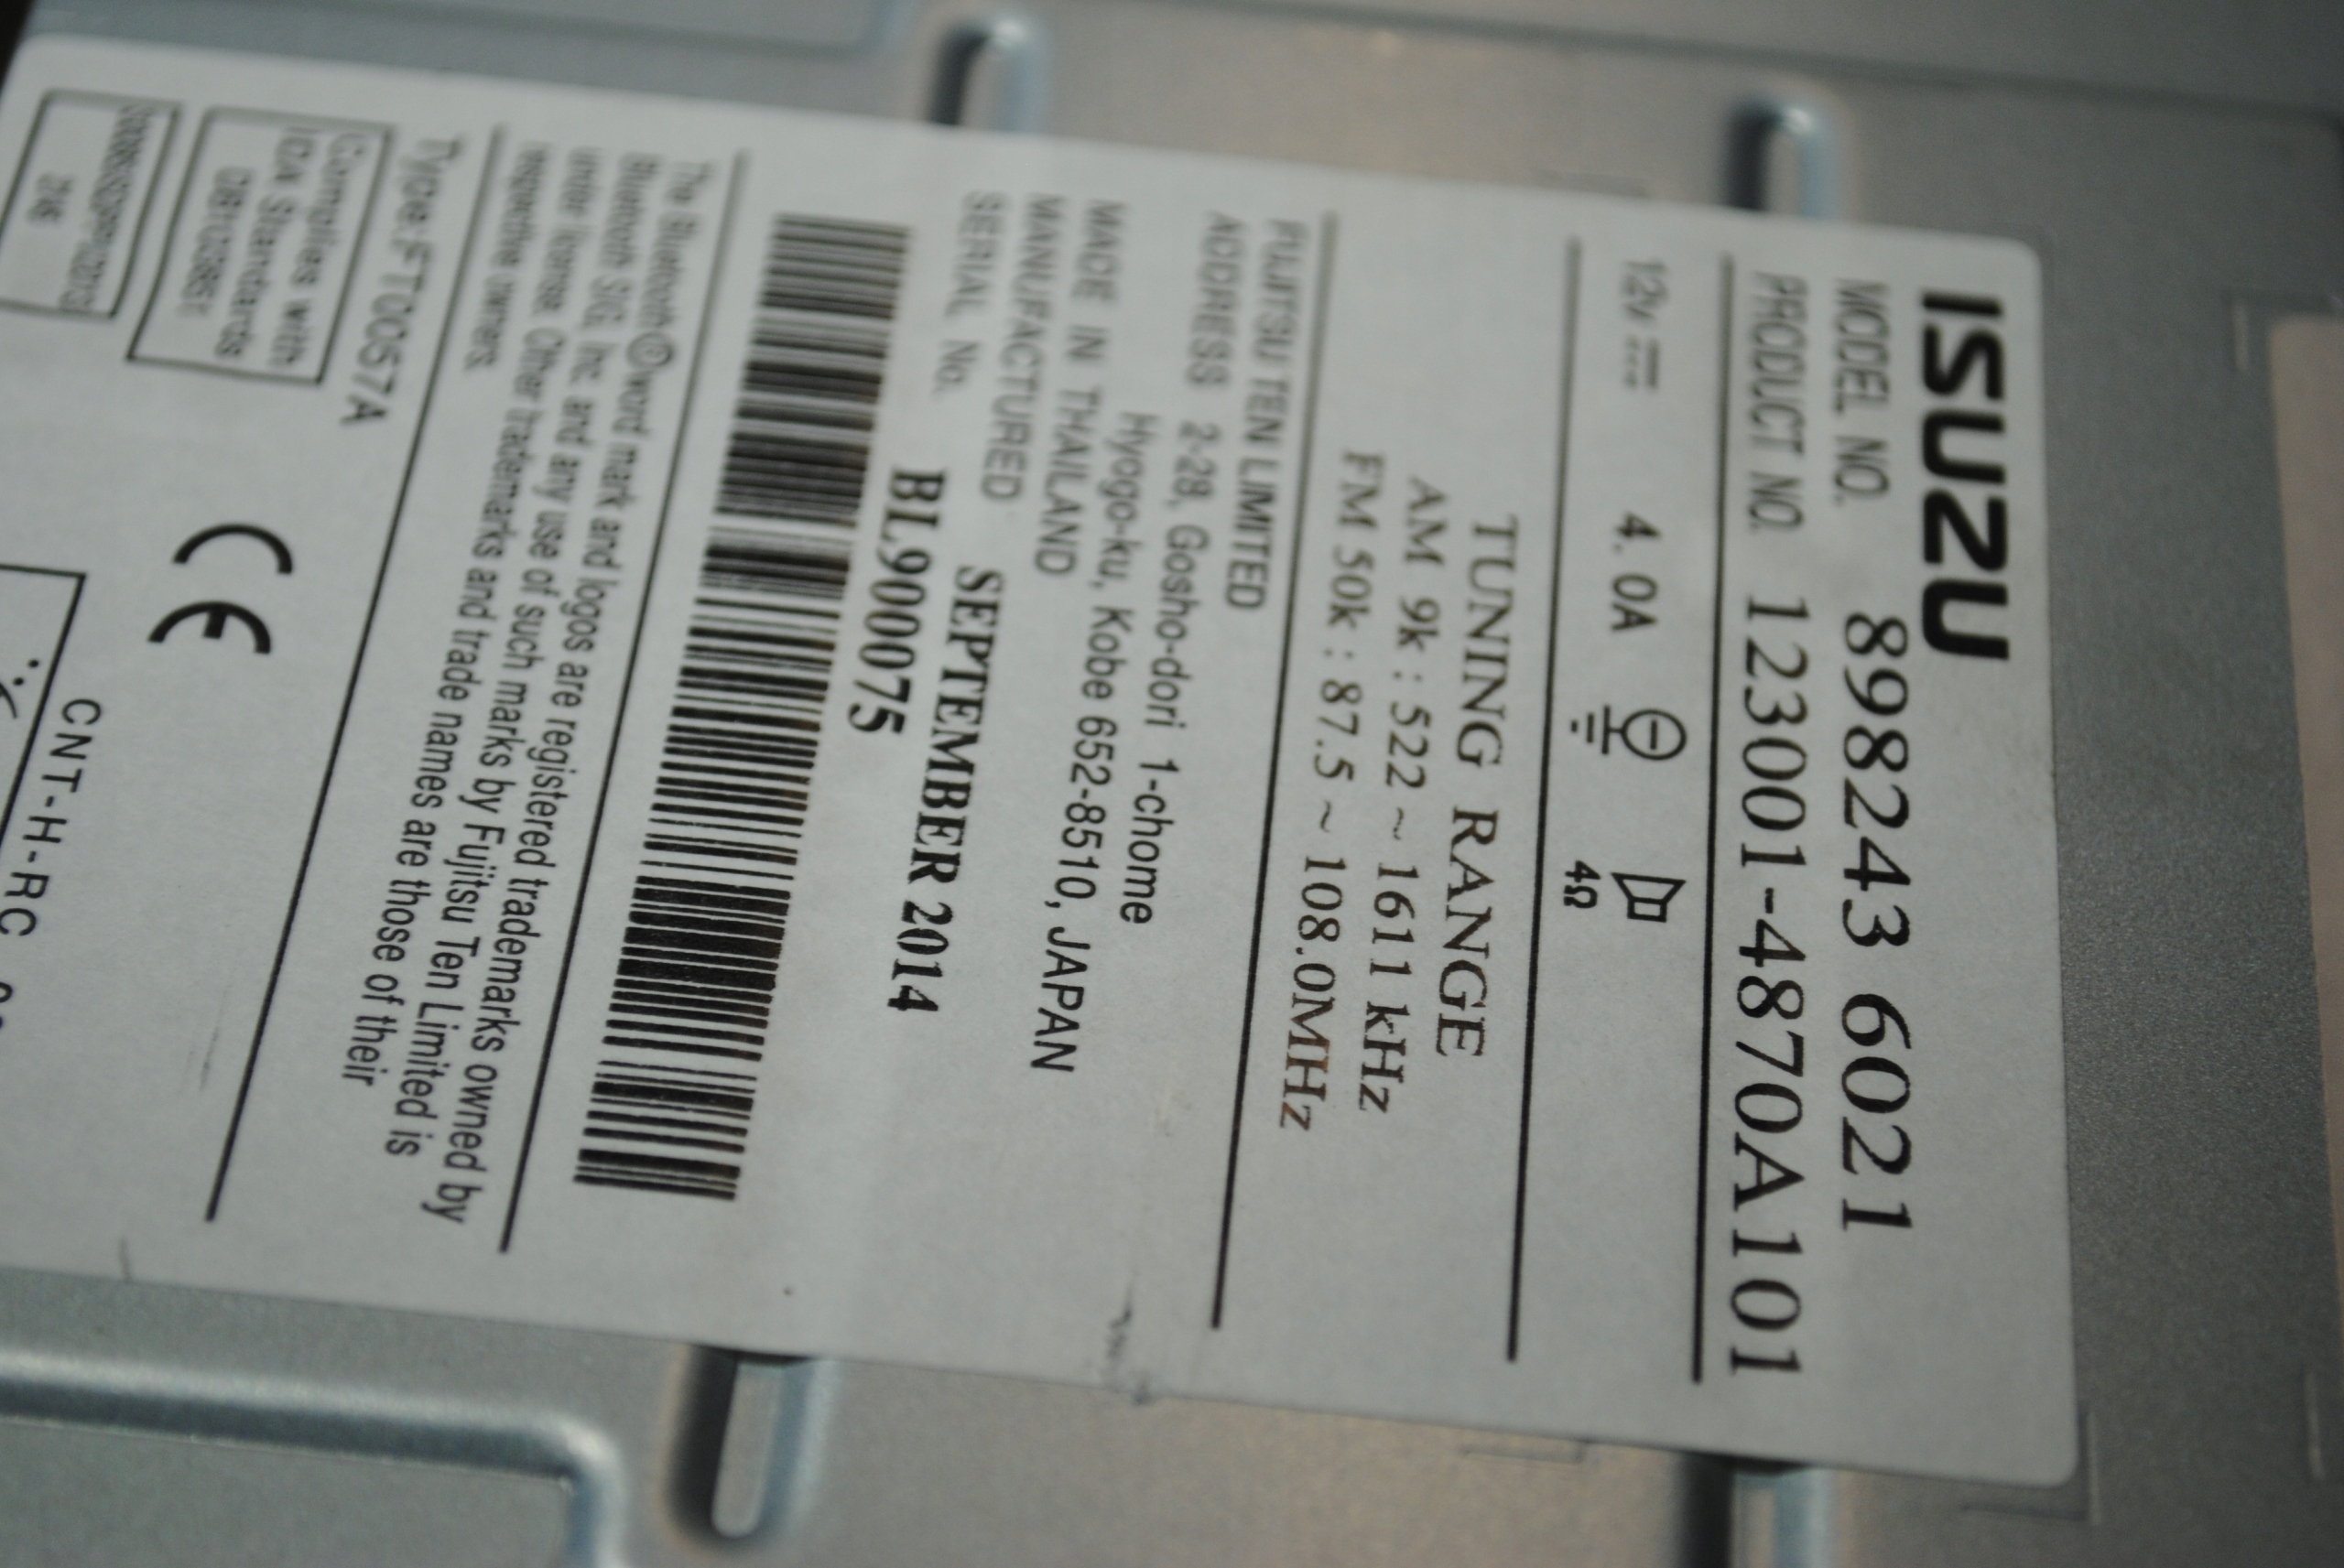 ISUZU
MODEL NO. 898243 6021
PRODUCT NO. 123001-4870A101
12v 4.0A 4Ω
TUNING RANGE
AM 9k : 522 ~ 1611 kHz
FM 50k : 87.5 ~ 108.0MHz
FUJITSU TEN LIMITED
ADDRESS 2-28, Gosho-dori 1-chome
Hyogo-ku, Kobe 652-8510, JAPAN
MADE IN THAILAND
MANUFACTURED SEPTEMBER 2014
SERIAL No. BL900075
The Bluetooth® word mark and logos are registered trademarks owned by
Bluetooth SIG, Inc. and any use of such marks by Fujitsu Ten Limited is
under license. Other trademarks and trade names are those of their
respective owners.
Type:FT0057A
Complies with
IDA Standards
CE
CNT-H-RC